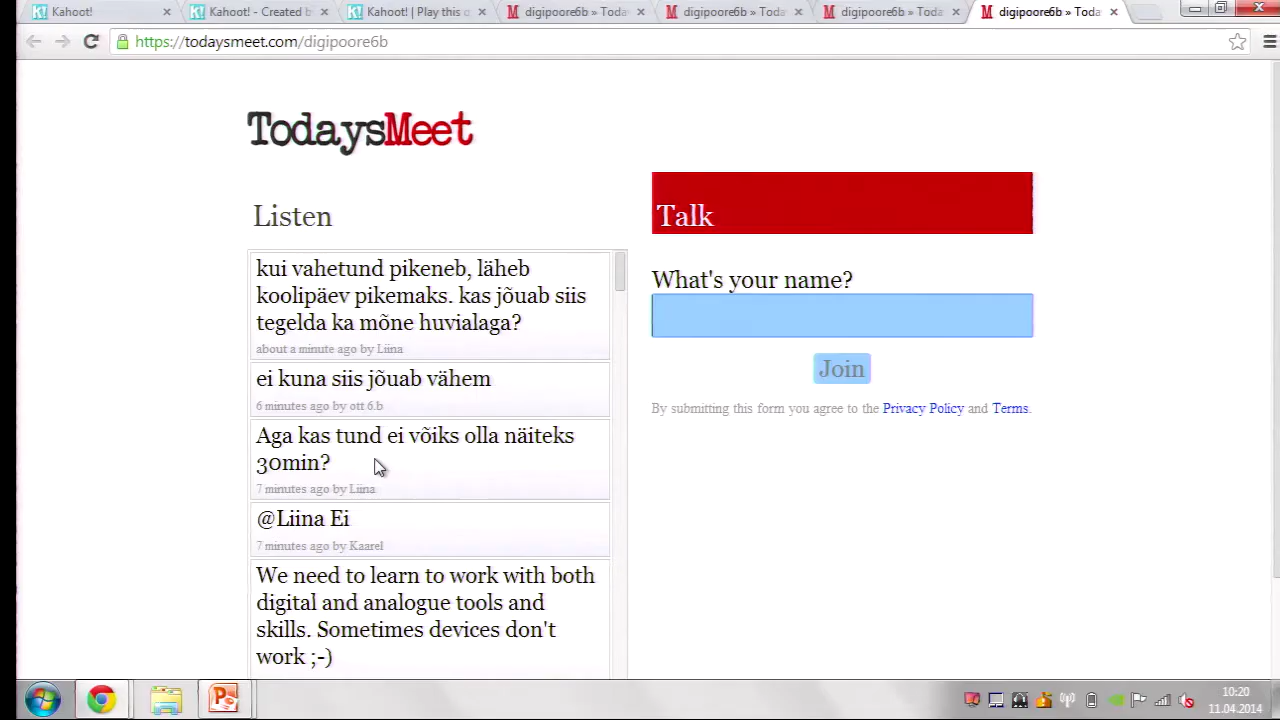 Kahoot!
Kahoot! - Created b
Kahoot! | Play this q
digipoore6b » Toda
digipoore6b » Toda
digipoore6b » Toda
digipoore6b » Toda
https://todaysmeet.com/digipoore6b
TodaysMeet
Listen
kui vahetund pikeneb, läheb
koolipäev pikemaks. kas jõuab siis
tegelda ka mõne huvialaga?
about a minute ago by Liina
ei kuna siis jõuab vähem
6 minutes ago by ott 6.b
Aga kas tund ei võiks olla näiteks
30min?
7 minutes ago by Liina
@Liina Ei
7 minutes ago by Kaarel
We need to learn to work with both
digital and analogue tools and
skills. Sometimes devices don't
work ;-)
Talk
What's your name?
Join
By submitting this form you agree to the Privacy Policy and Terms.
10:20
11.04.2014